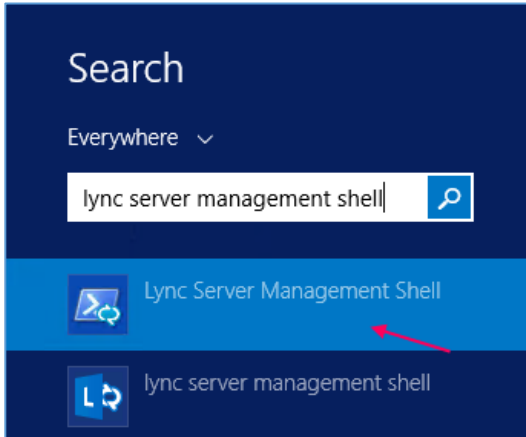 Search
Everywhere
lync server management shell
Lync Server Management Shell
L
lync server management shell